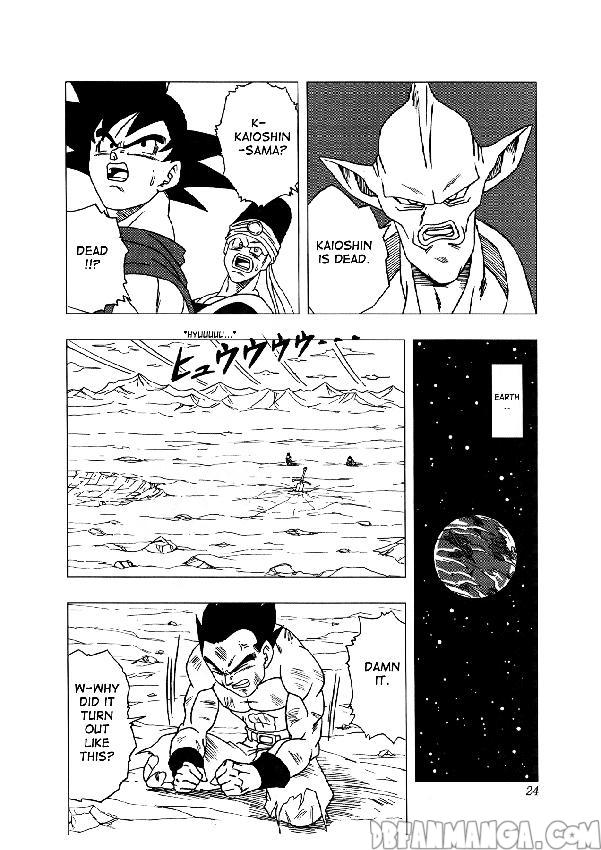 KAIOSHIN
IS DEAD.
K-
KAIOSHIN
-SAMA?
DEAD
!!?
EARTH
..
"HYUUUUU..."
ヒュウウウウ・・・
DAMN
IT.
W-WHY
DID IT
TURN
OUT
LIKE
THIS?
24
DBFANMANGA.COM